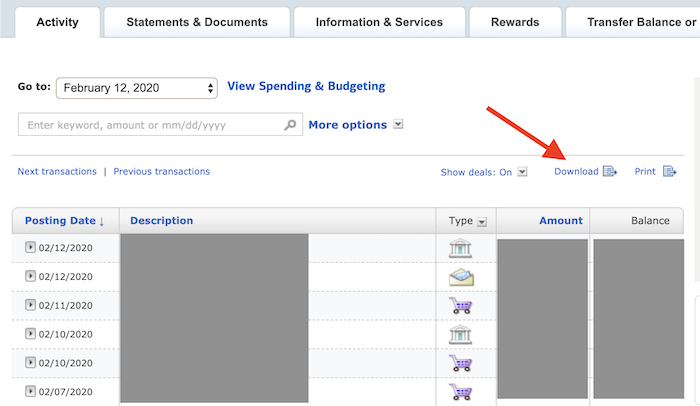 Activity Statements & Documents Information & Services Rewards Transfer Balance or
Go to: February 12, 2020 View Spending & Budgeting
Enter keyword, amount or mm/dd/yyyy More options
Next transactions | Previous transactions Show deals: On Download Print
Posting Date ↓ Description Type Amount Balance
02/12/2020
02/12/2020
02/11/2020
02/10/2020
02/10/2020
02/07/2020